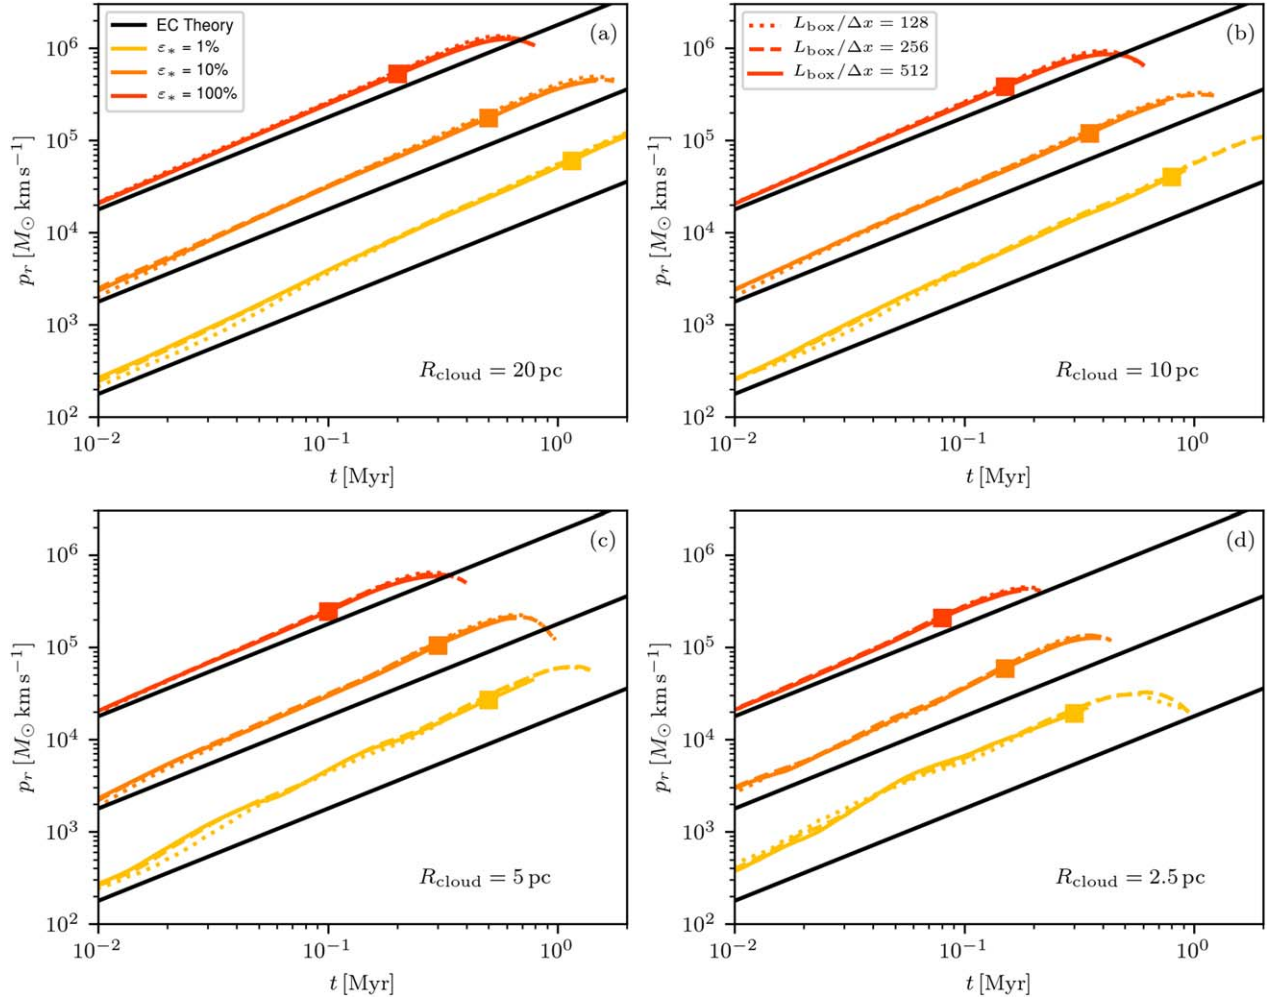 EC Theory
ε* = 1%
ε* = 10%
ε* = 100%
(a)
10^6
10^5
10^4
10^3
10^2
p_r [M_⊙ km s^−1]
R_cloud = 20 pc
10^−2
10^−1
10^0
t [Myr]
L_box/Δx = 128
L_box/Δx = 256
L_box/Δx = 512
(b)
10^6
10^5
10^4
10^3
10^2
p_r [M_⊙ km s^−1]
R_cloud = 10 pc
10^−2
10^−1
10^0
t [Myr]
(c)
10^6
10^5
10^4
10^3
10^2
p_r [M_⊙ km s^−1]
R_cloud = 5 pc
10^−2
10^−1
10^0
t [Myr]
(d)
10^6
10^5
10^4
10^3
10^2
p_r [M_⊙ km s^−1]
R_cloud = 2.5 pc
10^−2
10^−1
10^0
t [Myr]